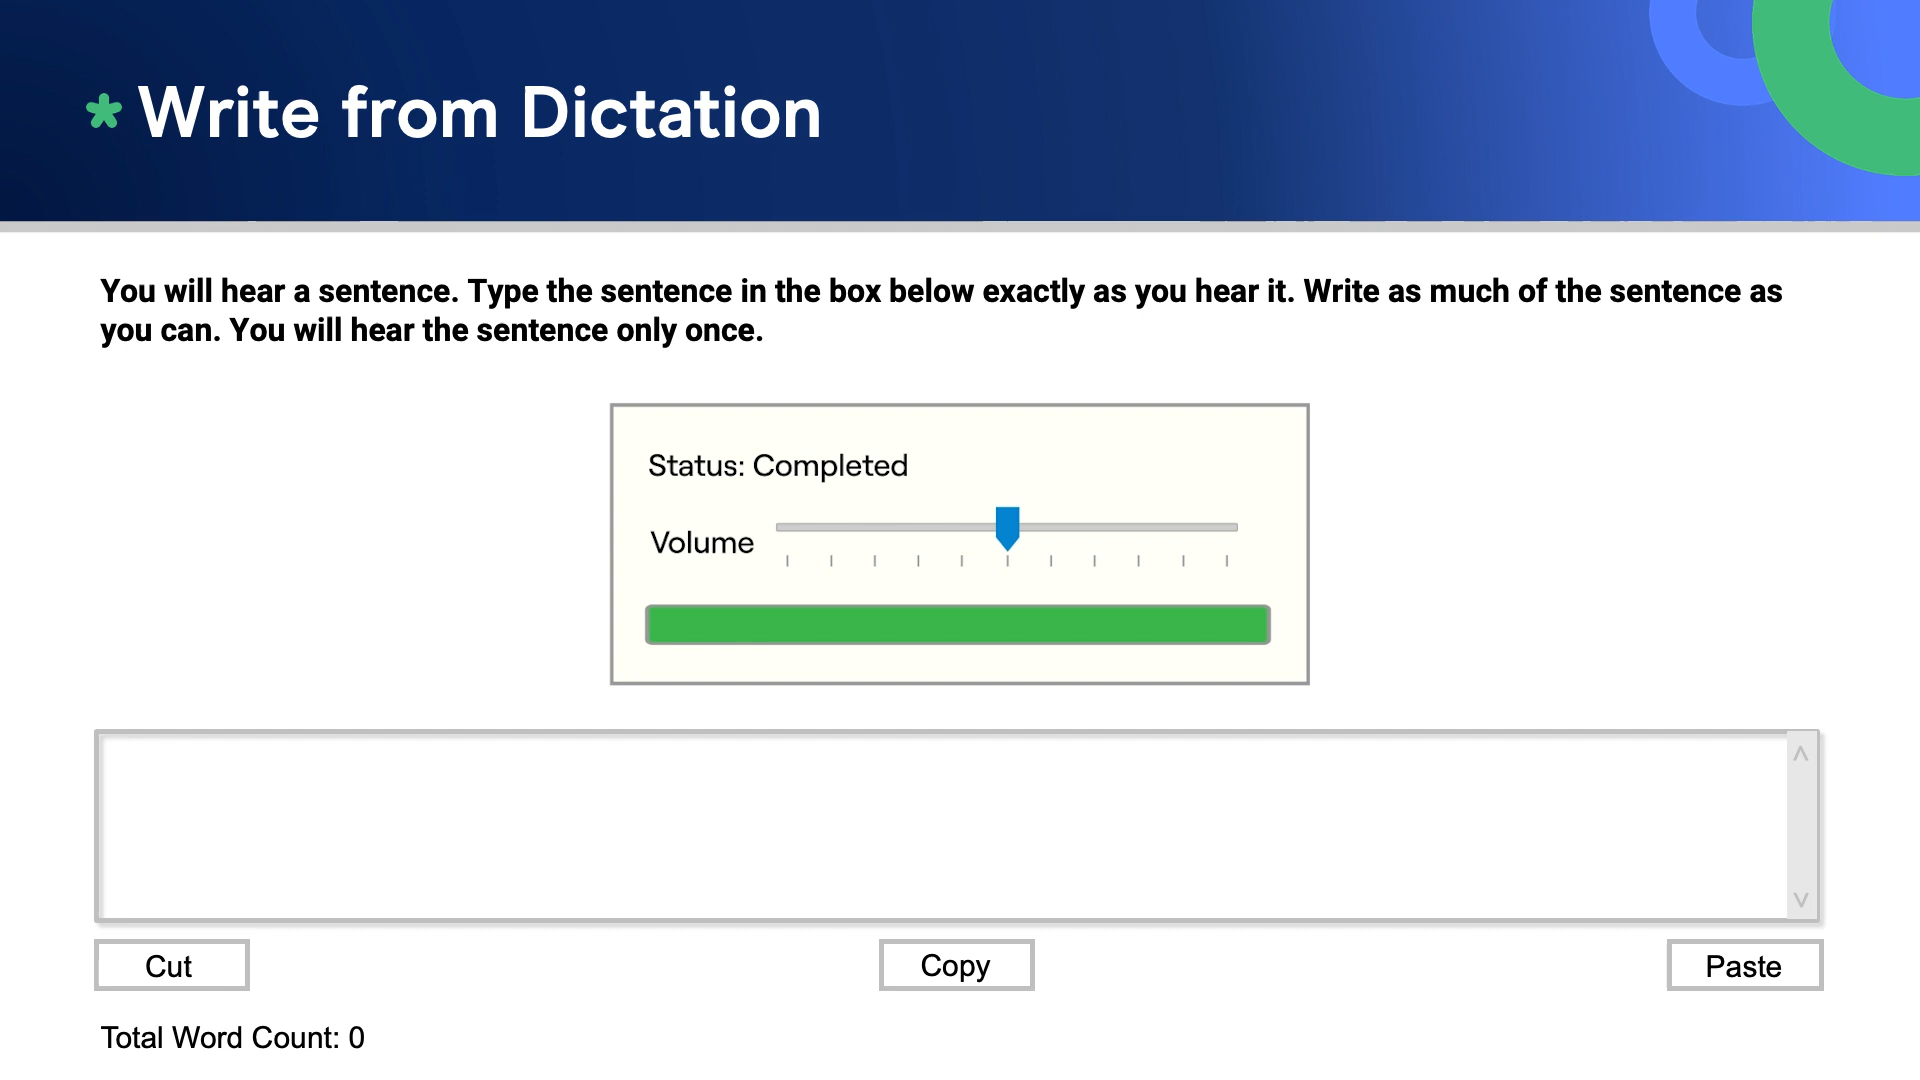 * Write from Dictation
You will hear a sentence. Type the sentence in the box below exactly as you hear it. Write as much of the sentence as
you can. You will hear the sentence only once.
Status: Completed
Volume
Cut
Copy
Paste
Total Word Count: 0